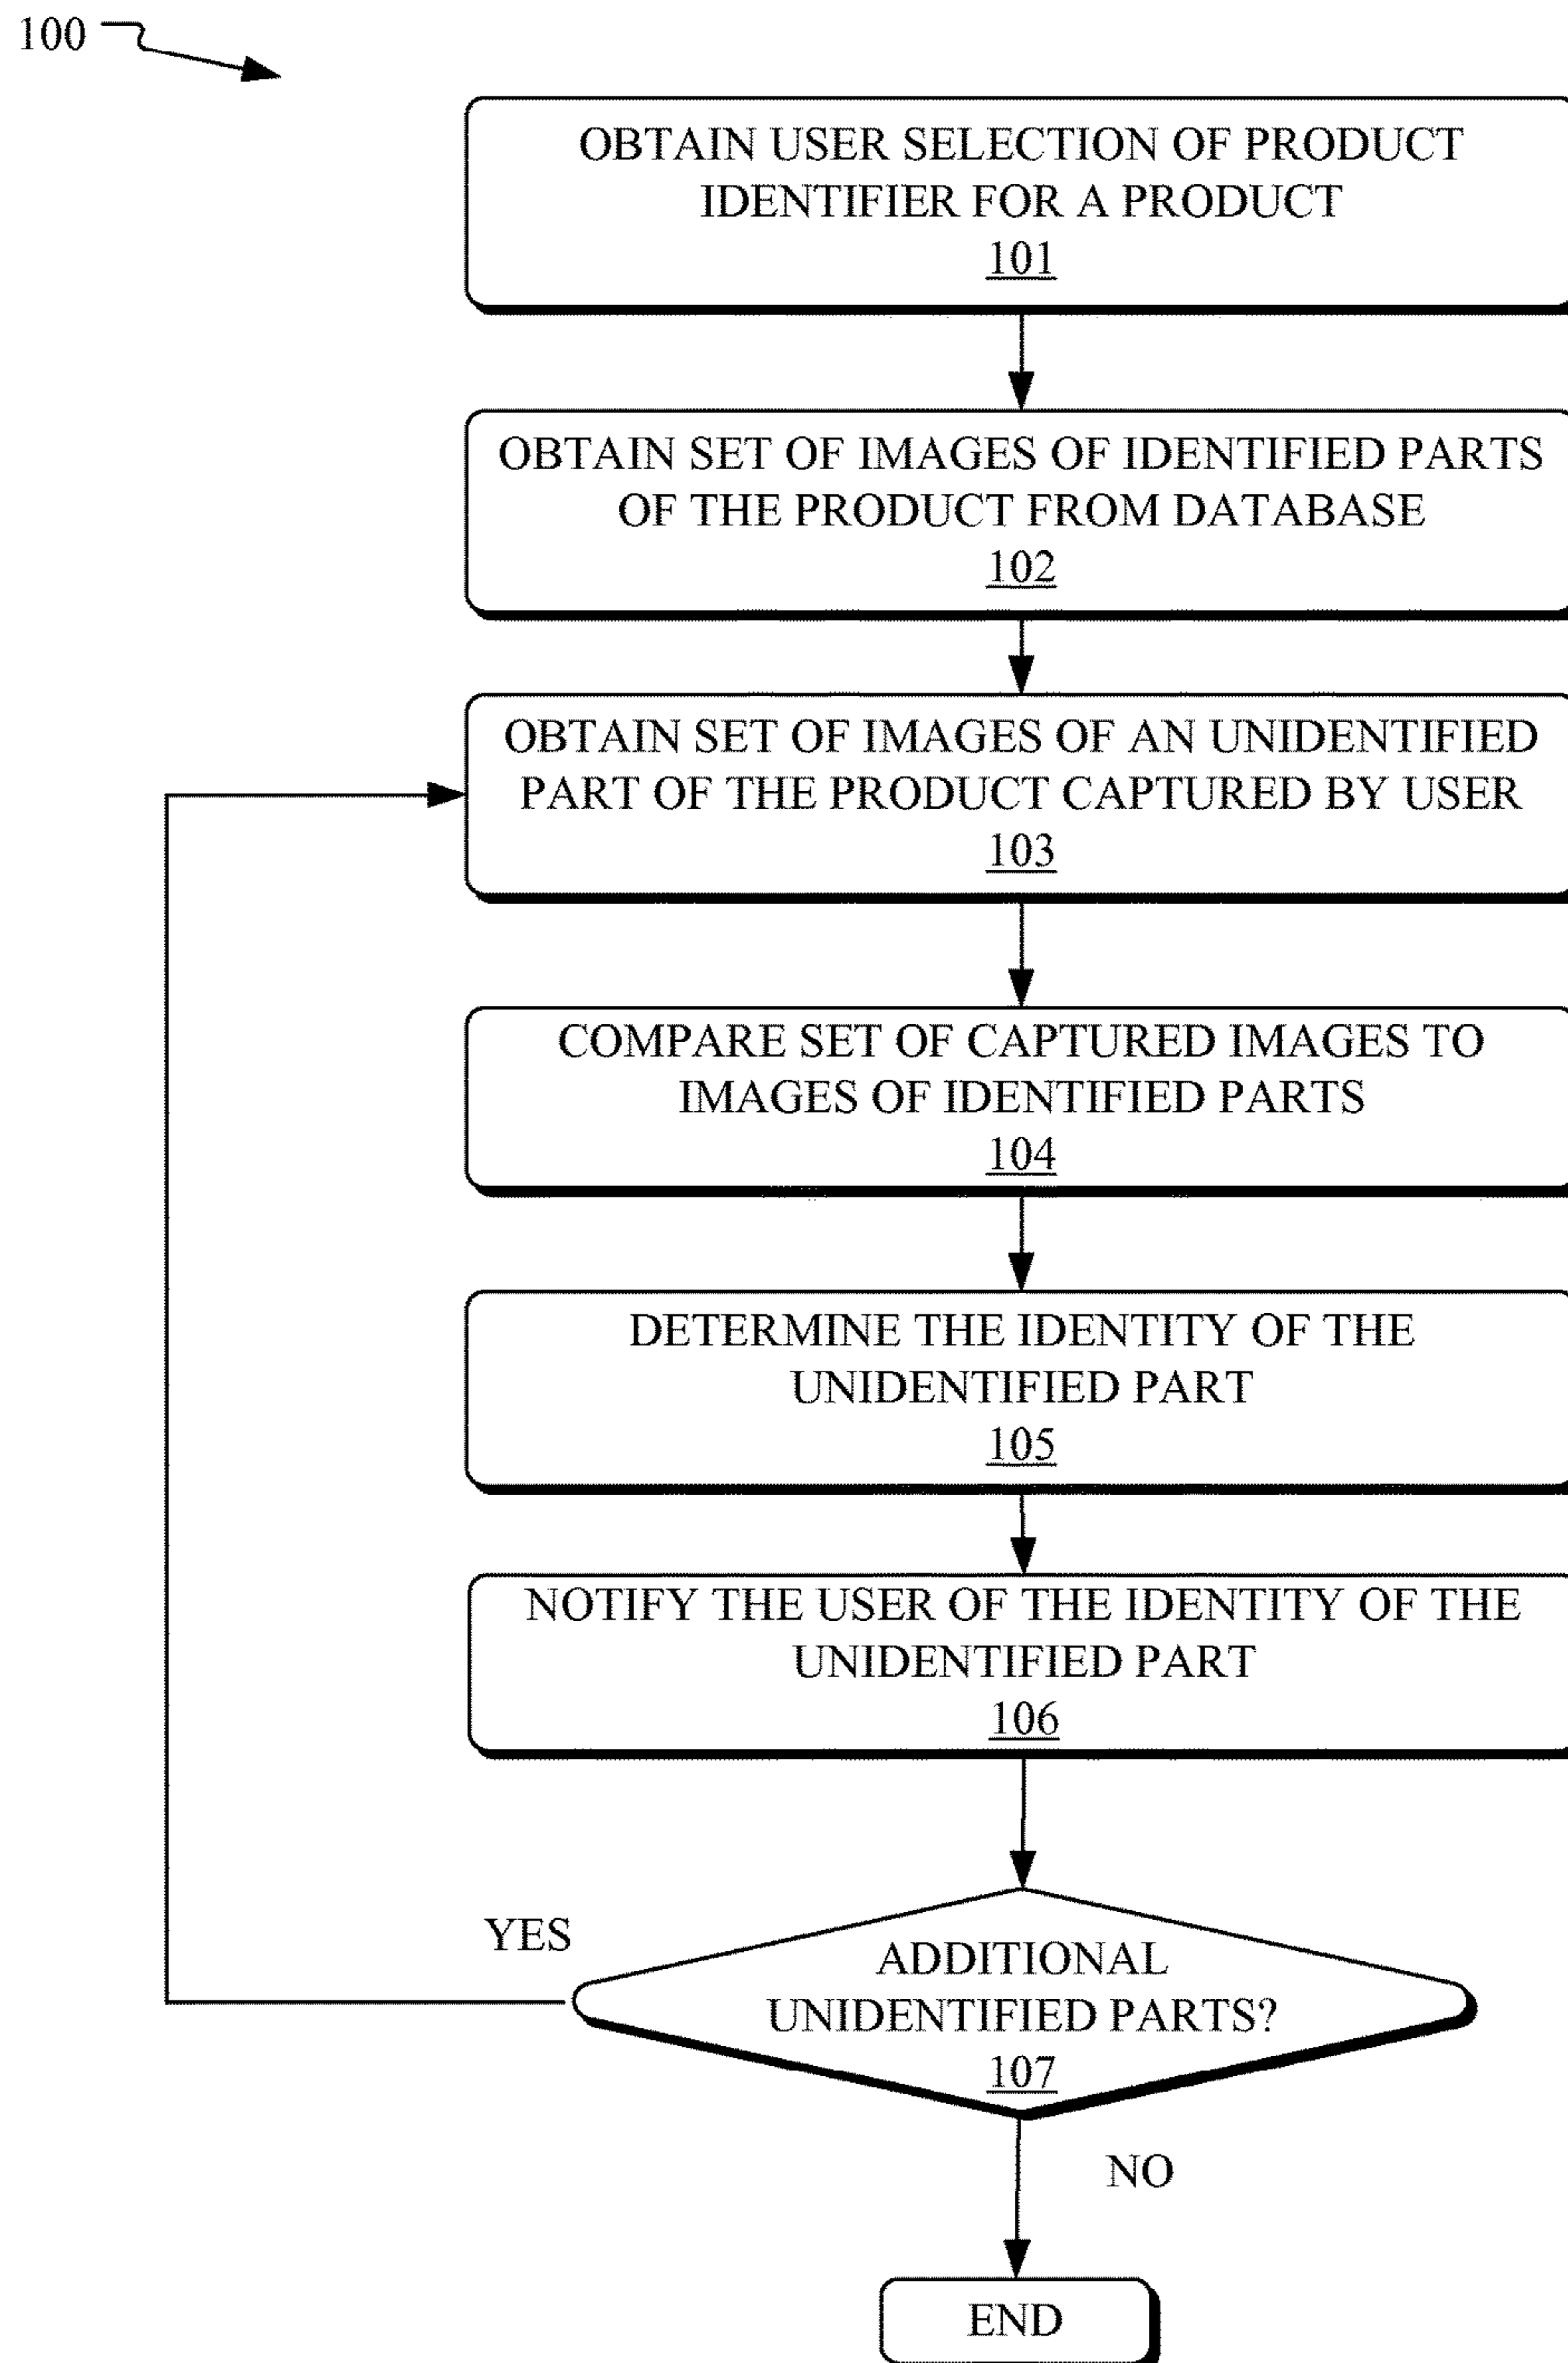 100
OBTAIN USER SELECTION OF PRODUCT
IDENTIFIER FOR A PRODUCT
101
OBTAIN SET OF IMAGES OF IDENTIFIED PARTS
OF THE PRODUCT FROM DATABASE
102
OBTAIN SET OF IMAGES OF AN UNIDENTIFIED
PART OF THE PRODUCT CAPTURED BY USER
103
COMPARE SET OF CAPTURED IMAGES TO
IMAGES OF IDENTIFIED PARTS
104
DETERMINE THE IDENTITY OF THE
UNIDENTIFIED PART
105
NOTIFY THE USER OF THE IDENTITY OF THE
UNIDENTIFIED PART
106
YES
ADDITIONAL
UNIDENTIFIED PARTS?
107
NO
END